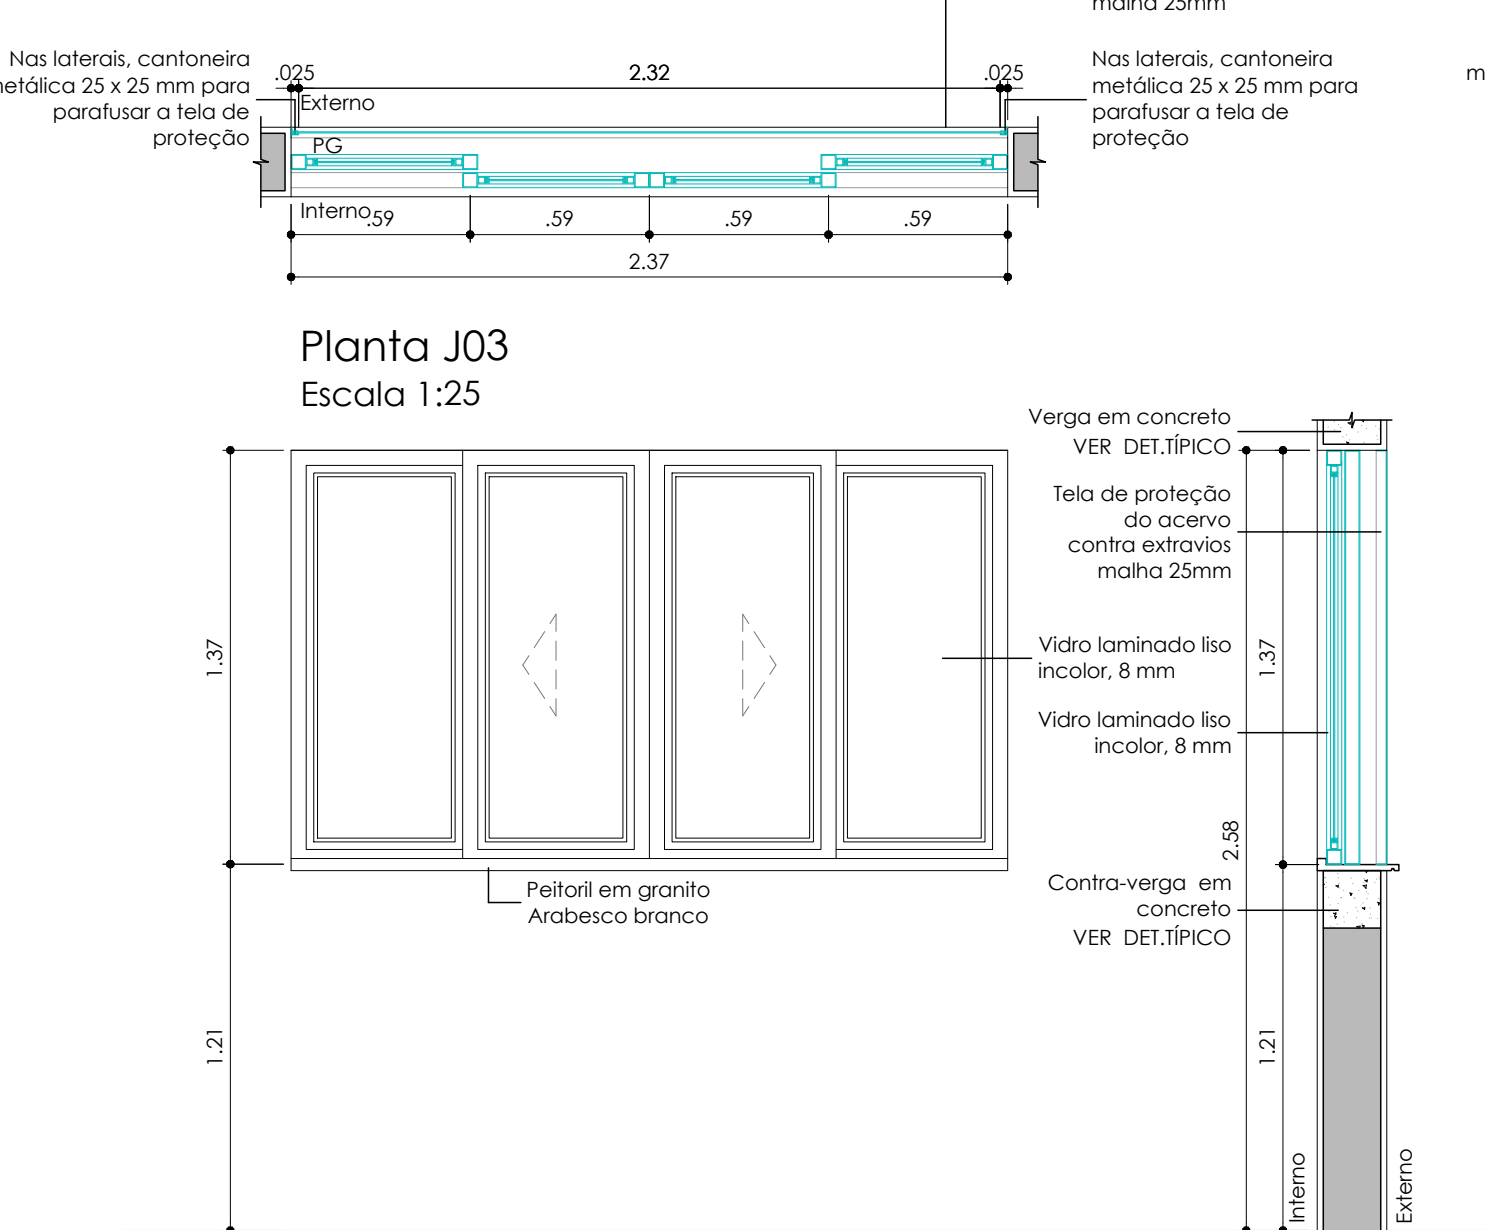 malha 25mm
Nas laterais, cantoneira
metálica 25 x 25 mm para
parafusar a tela de
proteção
.025
2.32
.025
Nas laterais, cantoneira
metálica 25 x 25 mm para
parafusar a tela de
proteção
m
Externo
PG
Interno
.59
.59
.59
.59
2.37
Planta J03
Escala 1:25
Verga em concreto
VER DET.TÍPICO
Tela de proteção
do acervo
contra extravios
malha 25mm
1.37
Vidro laminado liso
incolor, 8 mm
1.37
Vidro laminado liso
incolor, 8 mm
2.58
Peitoril em granito
Arabesco branco
Contra-verga em
concreto
VER DET.TÍPICO
1.21
1.21
Interno
Externo